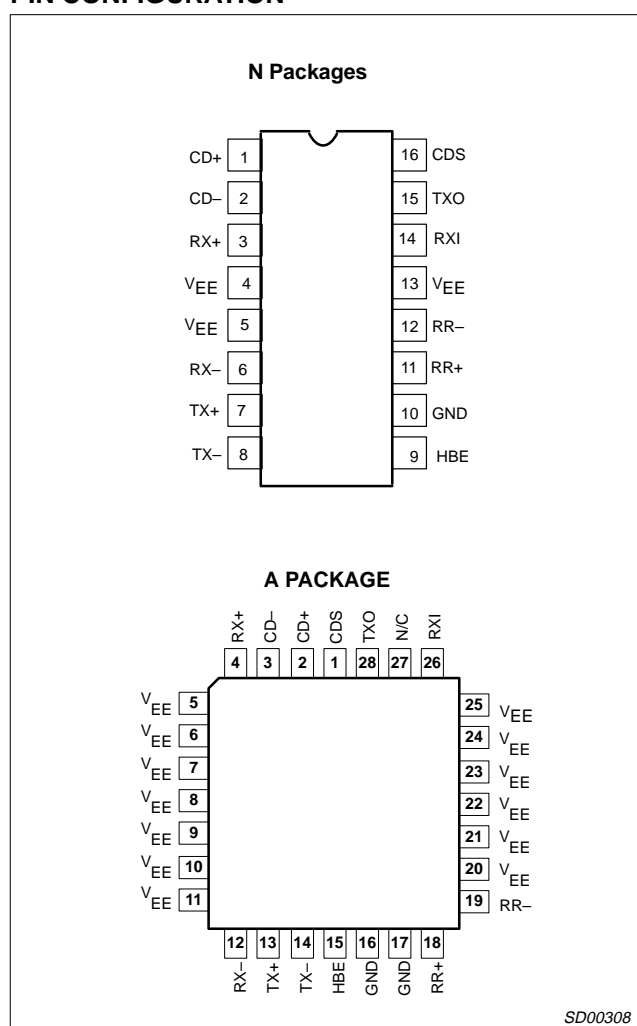 N Packages
CD+ 1 16 CDS
CD– 2 15 TXO
RX+ 3 14 RXI
VEE 4 13 VEE
VEE 5 12 RR–
RX– 6 11 RR+
TX+ 7 10 GND
TX– 8 9 HBE
A PACKAGE
RX+ CD– CD+ CDS TXO N/C RXI
4 3 2 1 28 27 26
VEE 5 25 VEE
VEE 6 24 VEE
VEE 7 23 VEE
VEE 8 22 VEE
VEE 9 21 VEE
VEE 10 20 VEE
VEE 11 19 RR–
12 13 14 15 16 17 18
RX– TX+ TX– HBE GND GND RR+
SD00308